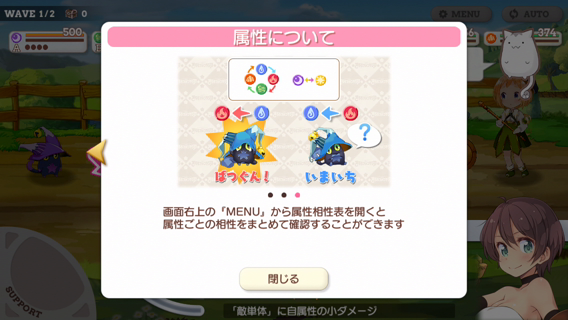 WAVE 1/2
0
MENU
AUTO
500
374
属性について
ばつぐん!
いまいち
?
画面右上の「MENU」から属性相性表を開くと
属性ごとの相性をまとめて確認することができます
閉じる
SUPPORT
「敵単体」に自属性の小ダメージ